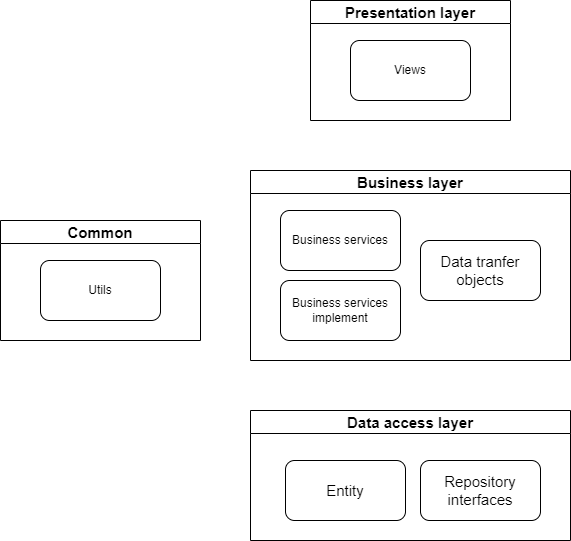 Presentation layer
Views
Business layer
Business services
Data tranfer
objects
Business services
implement
Common
Utils
Data access layer
Entity
Repository
interfaces